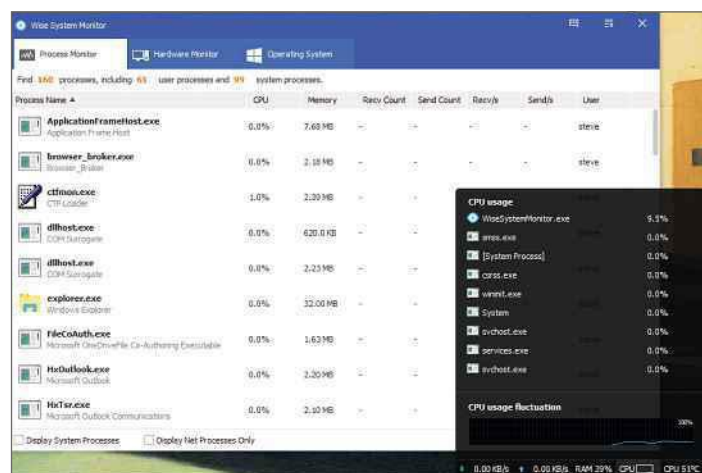 Wise System Monitor
Process Monitor Hardware Monitor Operating System
Find 160 processes, including 61 user processes and 99 system processes.
Process Name CPU Memory Recv Count Send Count Recv/s Send/s User
ApplicationFrameHost.exe 0.0% 7.68 MB - - - - steve
Application Frame Host
browser_broker.exe 0.0% 2.18 MB - - - - steve
Browser_Broker
ctfmon.exe 1.0% 2.39 MB - -
CTF Loader
dllhost.exe 0.0% 620.0 KB - -
COM Surrogate
dllhost.exe 0.0% 2.23 MB - -
COM Surrogate
explorer.exe 0.0% 32.00 MB - -
Windows Explorer
FileCoAuth.exe 0.0% 1.63 MB - -
Microsoft OneDriveFile Co-Authoring Executable
HxOutlook.exe 0.0% 2.20 MB - -
Microsoft Outlook
HxTsr.exe 0.0% 2.10 MB - -
Microsoft Outlook Communications
Display System Processes Display Net Processes Only
CPU usage
WiseSystemMonitor.exe 9.5%
smss.exe 0.0%
[System Process] 0.0%
csrss.exe 0.0%
wininit.exe 0.0%
System 0.0%
svchost.exe 0.0%
services.exe 0.0%
svchost.exe 0.0%
CPU usage fluctuation
100%
0.00 KB/s 0.00 KB/s RAM 29% CPU CPU 51°C